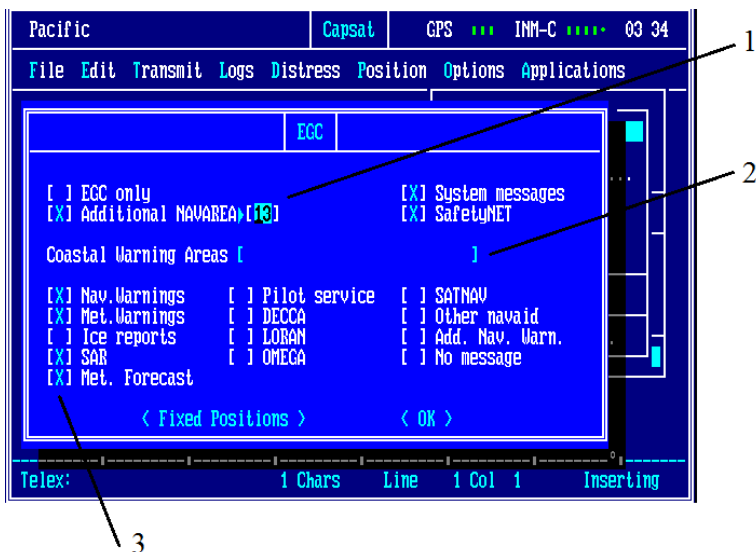 Pacific Capsat GPS INM-C 03 34
1
File Edit Transmit Logs Distress Position Options Applications
EGC
2
[ ] EGC only [X] System messages
[X] Additional NAVAREA▸[13] [X] SafetyNET
Coastal Warning Areas [ ]
[X] Nav.Warnings [ ] Pilot service [ ] SATNAV
[X] Met.Warnings [ ] DECCA [ ] Other navaid
[ ] Ice reports [ ] LORAN [ ] Add. Nav. Warn.
[X] SAR [ ] OMEGA [ ] No message
[X] Met. Forecast
< Fixed Positions > < OK >
Telex: 1 Chars Line 1 Col 1 Inserting
3